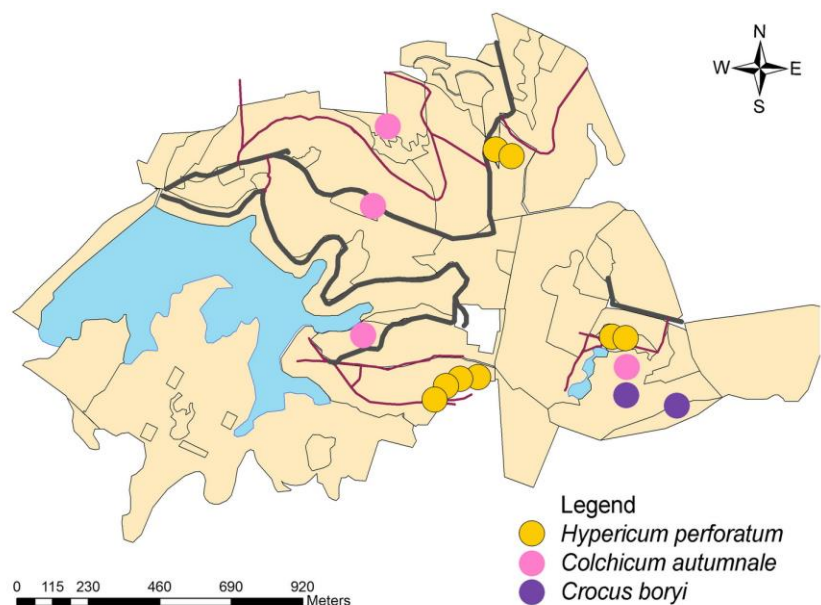 N
W E
S
Legend
Hypericum perforatum
Colchicum autumnale
Crocus boryi
0 115 230 460 690 920
Meters